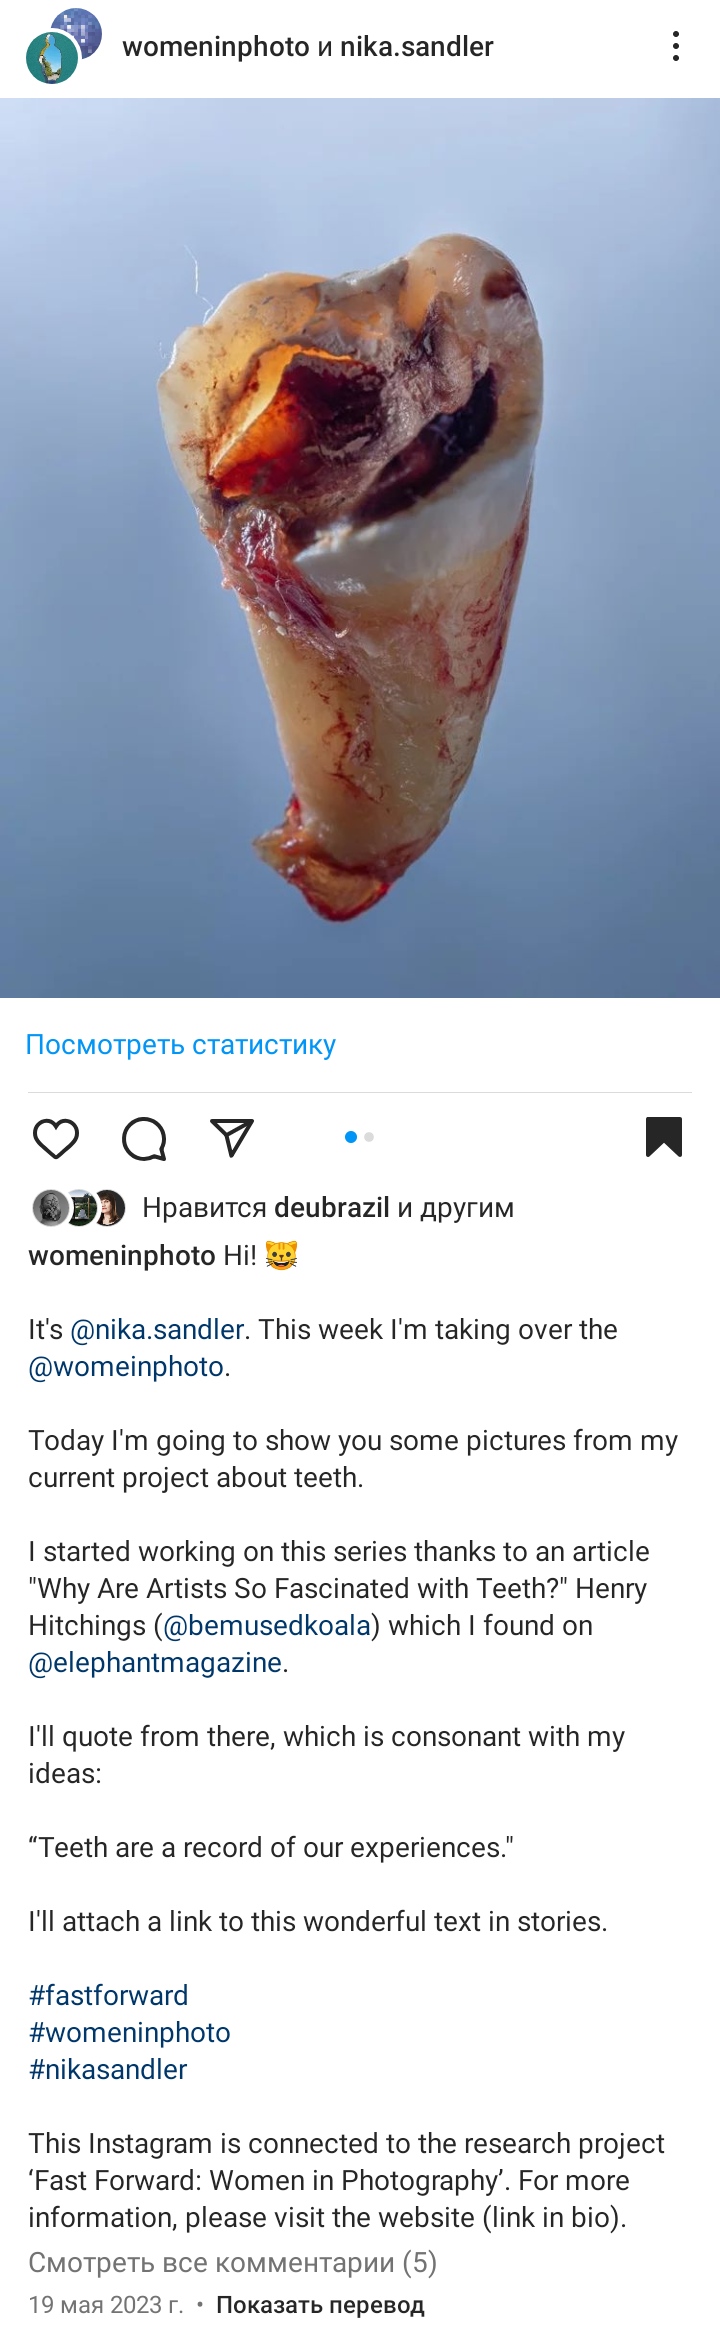 womeninphoto и nika.sandler
Посмотреть статистику
Нравится deubrazil и другим
womeninphoto Hi! 😺
It's @nika.sandler. This week I'm taking over the
@womeinphoto.
Today I'm going to show you some pictures from my
current project about teeth.
I started working on this series thanks to an article
"Why Are Artists So Fascinated with Teeth?" Henry
Hitchings (@bemusedkoala) which I found on
@elephantmagazine.
I'll quote from there, which is consonant with my
ideas:
“Teeth are a record of our experiences."
I'll attach a link to this wonderful text in stories.
#fastforward
#womeninphoto
#nikasandler
This Instagram is connected to the research project
‘Fast Forward: Women in Photography’. For more
information, please visit the website (link in bio).
Смотреть все комментарии (5)
19 мая 2023 г. • Показать перевод